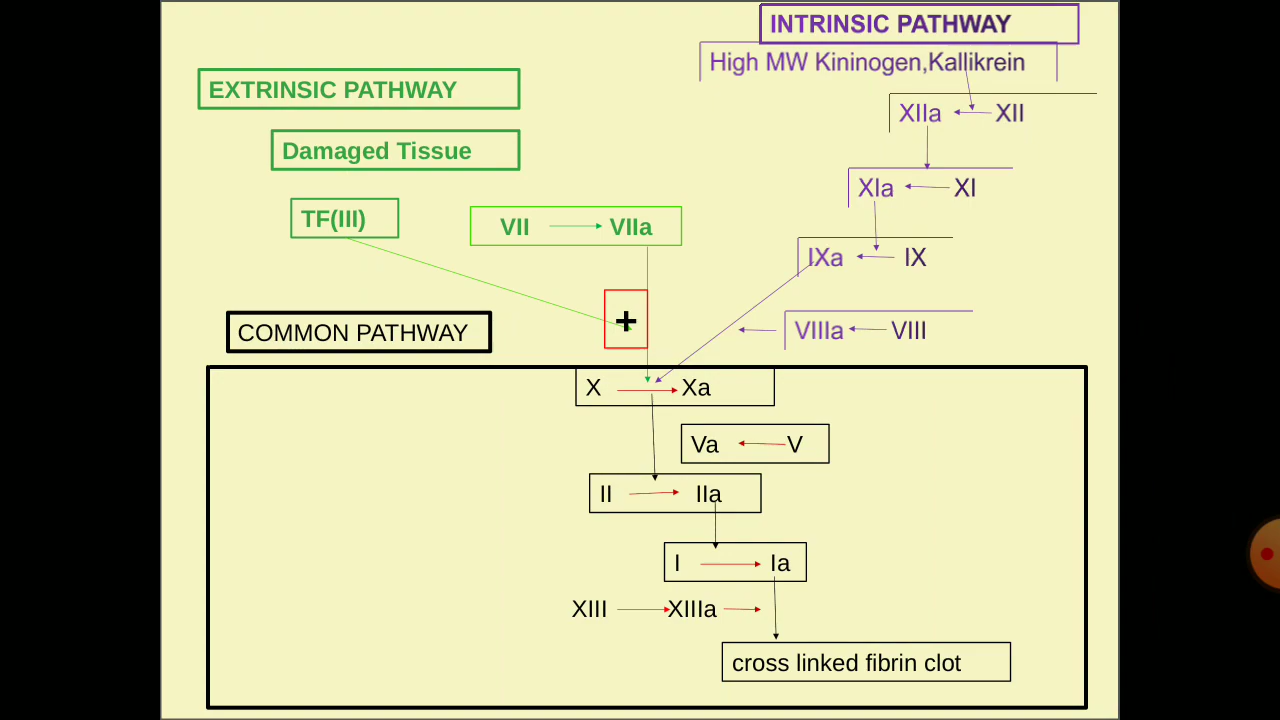 INTRINSIC PATHWAY
High MW Kininogen,Kallikrein
EXTRINSIC PATHWAY
XIIa XII
Damaged Tissue
XIa XI
TF(III)
VII VIIa
IXa IX
+
COMMON PATHWAY
VIIIa VIII
X Xa
Va V
II IIa
I Ia
XIII XIIIa
cross linked fibrin clot